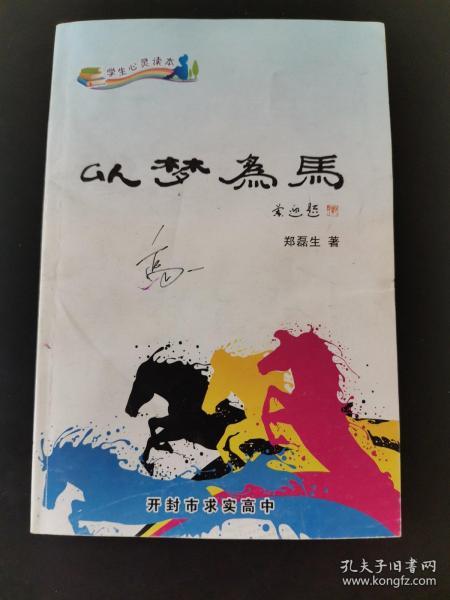 学生心灵读本
以梦為馬
郑磊生 著
开封市求实高中
孔夫子旧书网
www.kongfz.com